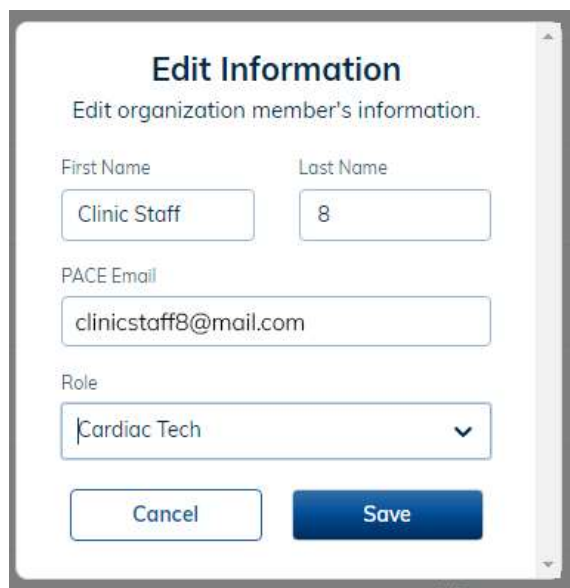 Edit Information
Edit organization member's information.
First Name Last Name
Clinic Staff 8
PACE Email
clinicstaff8@mail.com
Role
Cardiac Tech
Cancel Save